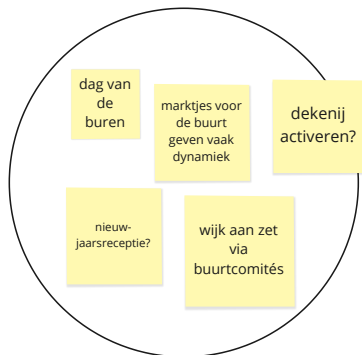 dag van
de
buren
marktjes voor
de buurt
geven vaak
dynamiek
dekenij
activeren?
nieuw-
jaarsreceptie?
wijk aan zet
via
buurtcomités